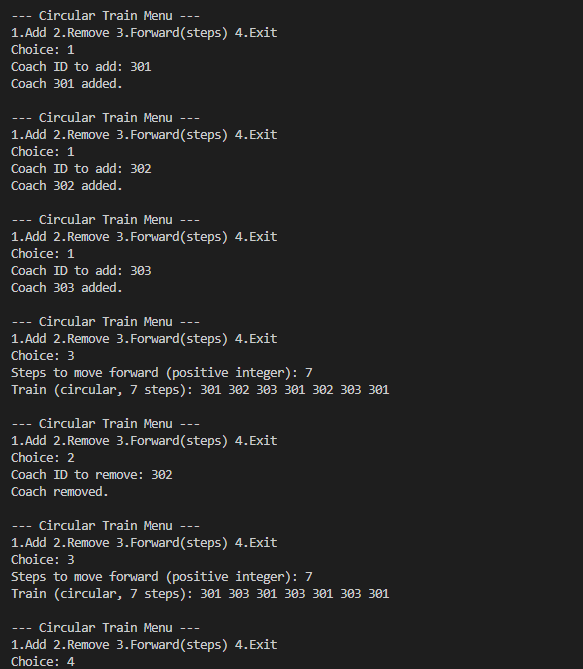 --- Circular Train Menu ---
1.Add 2.Remove 3.Forward(steps) 4.Exit
Choice: 1
Coach ID to add: 301
Coach 301 added.
--- Circular Train Menu ---
1.Add 2.Remove 3.Forward(steps) 4.Exit
Choice: 1
Coach ID to add: 302
Coach 302 added.
--- Circular Train Menu ---
1.Add 2.Remove 3.Forward(steps) 4.Exit
Choice: 1
Coach ID to add: 303
Coach 303 added.
--- Circular Train Menu ---
1.Add 2.Remove 3.Forward(steps) 4.Exit
Choice: 3
Steps to move forward (positive integer): 7
Train (circular, 7 steps): 301 302 303 301 302 303 301
--- Circular Train Menu ---
1.Add 2.Remove 3.Forward(steps) 4.Exit
Choice: 2
Coach ID to remove: 302
Coach removed.
--- Circular Train Menu ---
1.Add 2.Remove 3.Forward(steps) 4.Exit
Choice: 3
Steps to move forward (positive integer): 7
Train (circular, 7 steps): 301 303 301 303 301 303 301
--- Circular Train Menu ---
1.Add 2.Remove 3.Forward(steps) 4.Exit
Choice: 4